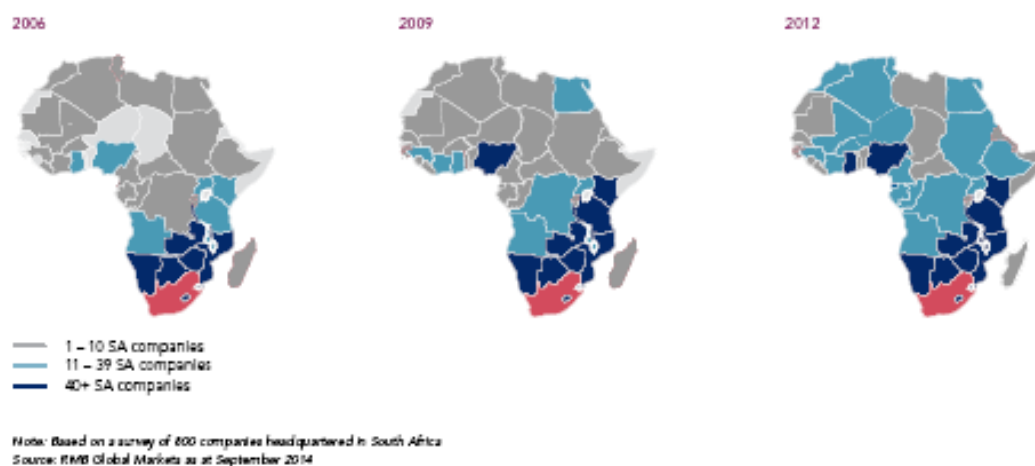 2006
2009
2012
1 – 10 SA companies
11 – 39 SA companies
40+ SA companies
Note: Based on a survey of 800 companies headquartered in South Africa
Source: RMB Global Markets as at September 2014